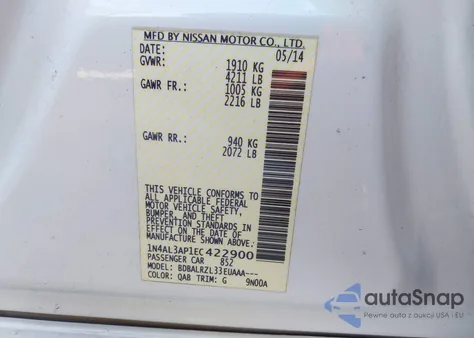 MFD BY NISSAN MOTOR CO., LTD.
DATE: 05/14
GVWR: 1910 KG
4211 LB
GAWR FR.: 1005 KG
2216 LB
GAWR RR.: 940 KG
2072 LB
THIS VEHICLE CONFORMS TO
ALL APPLICABLE FEDERAL
MOTOR VEHICLE SAFETY,
BUMPER, AND THEFT
PREVENTION STANDARDS IN
EFFECT ON THE DATE OF
MANUFACTURE SHOWN ABOVE.
1N4AL3AP1EC422900
PASSENGER CAR 852
MODEL: BDBALRZL33EUAAA---
COLOR: QAB TRIM: G 9N00A
autoSnap
Pewne auta z aukcji USA i EU